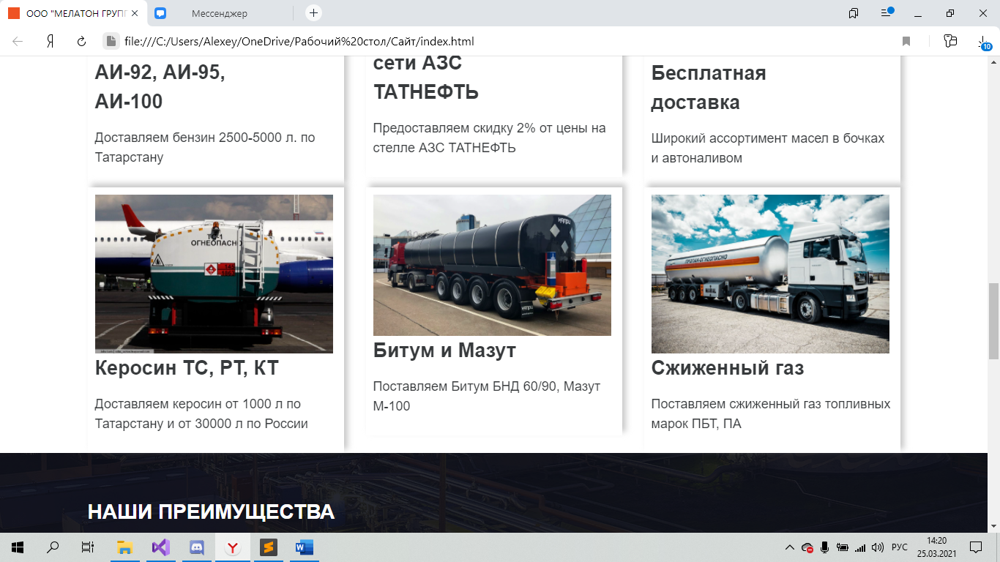 ООО "МЕЛАТОН ГРУПП
Мессенджер
file:///C:/Users/Alexey/OneDrive/Рабочий%20стол/Сайт/index.html
10
АИ-92, АИ-95,
АИ-100
Доставляем бензин 2500-5000 л. по
Татарстану
сети АЗС
ТАТНЕФТЬ
Предоставляем скидку 2% от цены на
стелле АЗС ТАТНЕФТЬ
Бесплатная
доставка
Широкий ассортимент масел в бочках
и автоналивом
ТС-1
ОГНЕОПАСНО
Керосин ТС, РТ, КТ
Доставляем керосин от 1000 л по
Татарстану и от 30000 л по России
Битум и Мазут
Поставляем Битум БНД 60/90, Мазут
М-100
ПРОПАН-ОГНЕОПАСНО
Сжиженный газ
Поставляем сжиженный газ топливных
марок ПБТ, ПА
НАШИ ПРЕИМУЩЕСТВА
РУС
14:20
25.03.2021